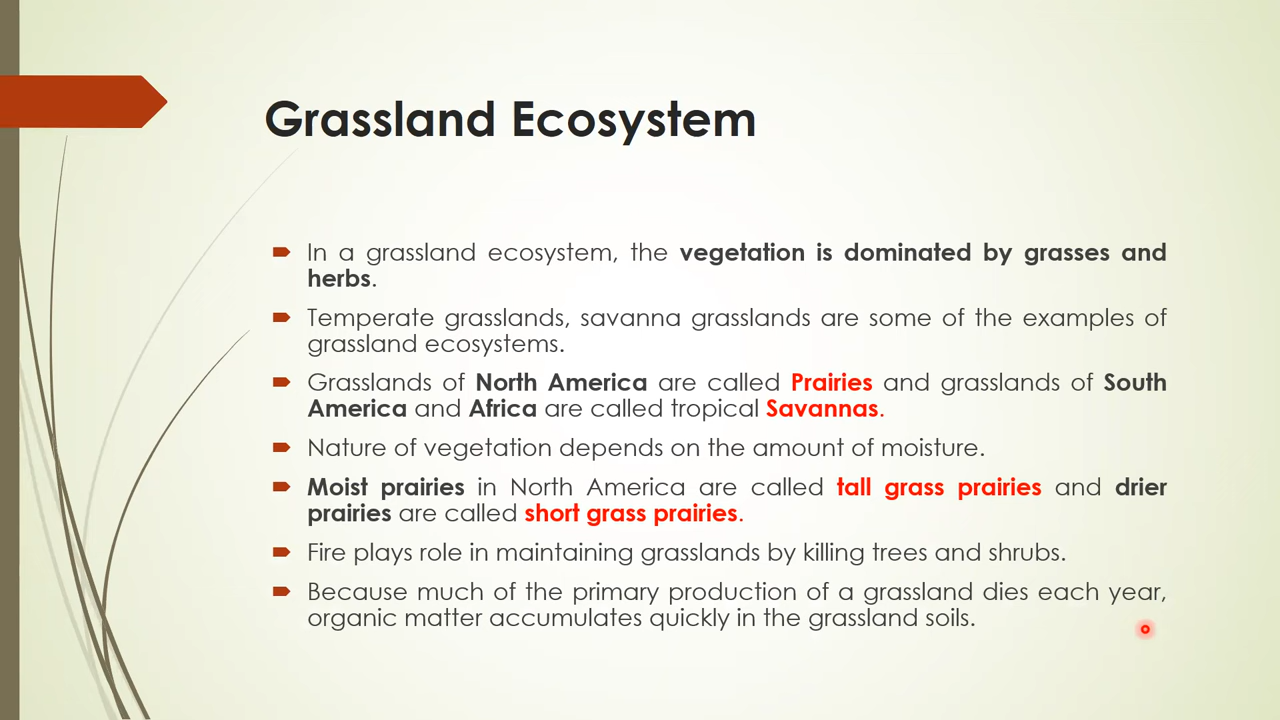 Grassland Ecosystem
In a grassland ecosystem, the vegetation is dominated by grasses and
herbs.
Temperate grasslands, savanna grasslands are some of the examples of
grassland ecosystems.
Grasslands of North America are called Prairies and grasslands of South
America and Africa are called tropical Savannas.
Nature of vegetation depends on the amount of moisture.
Moist prairies in North America are called tall grass prairies and drier
prairies are called short grass prairies.
Fire plays role in maintaining grasslands by killing trees and shrubs.
Because much of the primary production of a grassland dies each year,
organic matter accumulates quickly in the grassland soils.